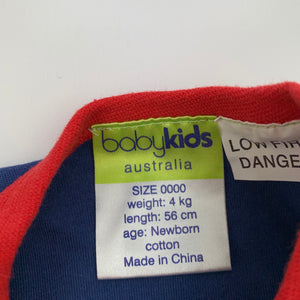 babykids
australia
SIZE 0000
weight: 4 kg
length: 56 cm
age: Newborn
cotton
Made in China
LOW FIR
DANGE